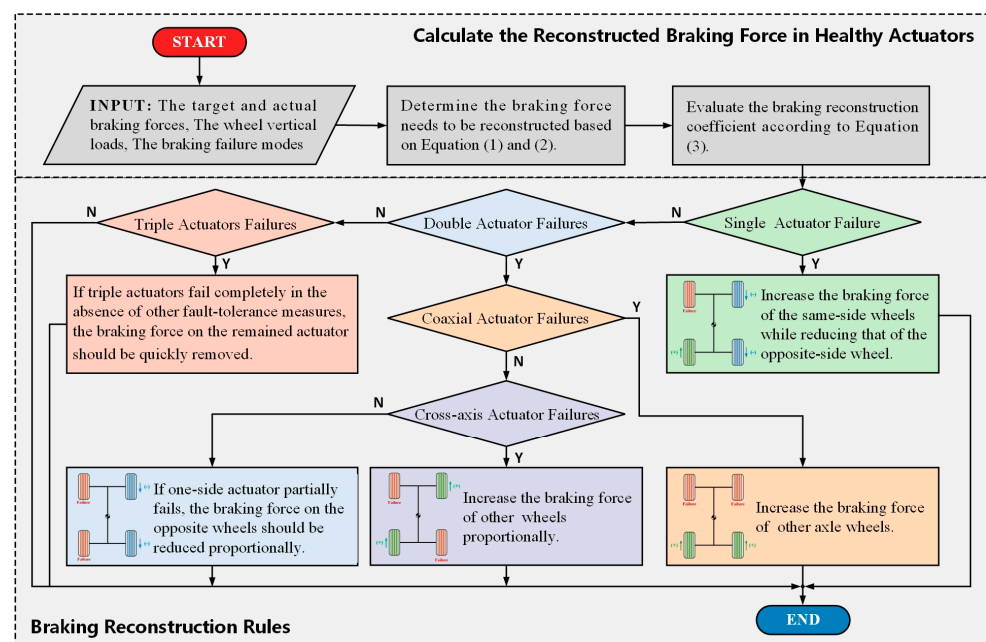 START
Calculate the Reconstructed Braking Force in Healthy Actuators
INPUT: The target and actual
braking forces, The wheel vertical
loads, The braking failure modes
Determine the braking force
needs to be reconstructed based
on Equation (1) and (2).
Evaluate the braking reconstruction
coefficient according to Equation
(3).
N
Triple Actuators Failures
N
Double Actuator Failures
N
Single Actuator Failure
Y
Y
Y
If triple actuators fail completely in the
absence of other fault-tolerance measures,
the braking force on the remained actuator
should be quickly removed.
Coaxial Actuator Failures
Y
Failure
(-)
(+)
(-)
Increase the braking force
of the same-side wheels
while reducing that of the
opposite-side wheel.
N
N
Cross-axis Actuator Failures
Y
Failure
(-)
Failure
(-)
If one-side actuator partially
fails, the braking force on the
opposite wheels should be
reduced proportionally.
Failure
(+)
(+)
Failure
Increase the braking force
of other wheels
proportionally.
Failure
Failure
(+)
(+)
Increase the braking force
of other axle wheels.
Braking Reconstruction Rules
END